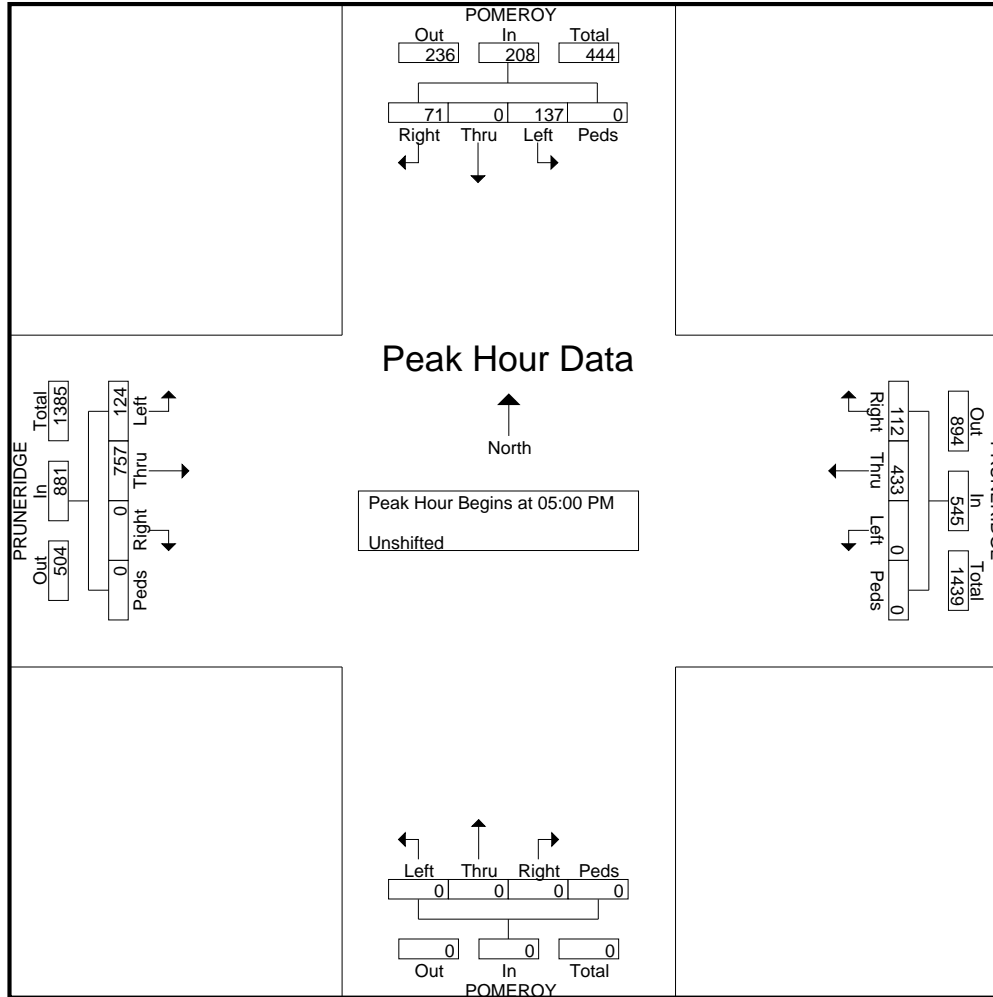 POMEROY
Out In Total
236 208 444
71 0 137 0
Right Thru Left Peds
Peak Hour Data
North
Peak Hour Begins at 05:00 PM
Unshifted
PRUNERIDGE
Total In Out
1385 881 504
124 757 0 0
Left Thru Right Peds
Out In Total
894 545 1439
Right Thru Left Peds
112 433 0 0
Left Thru Right Peds
0 0 0 0
0 0 0
Out In Total
POMEROY